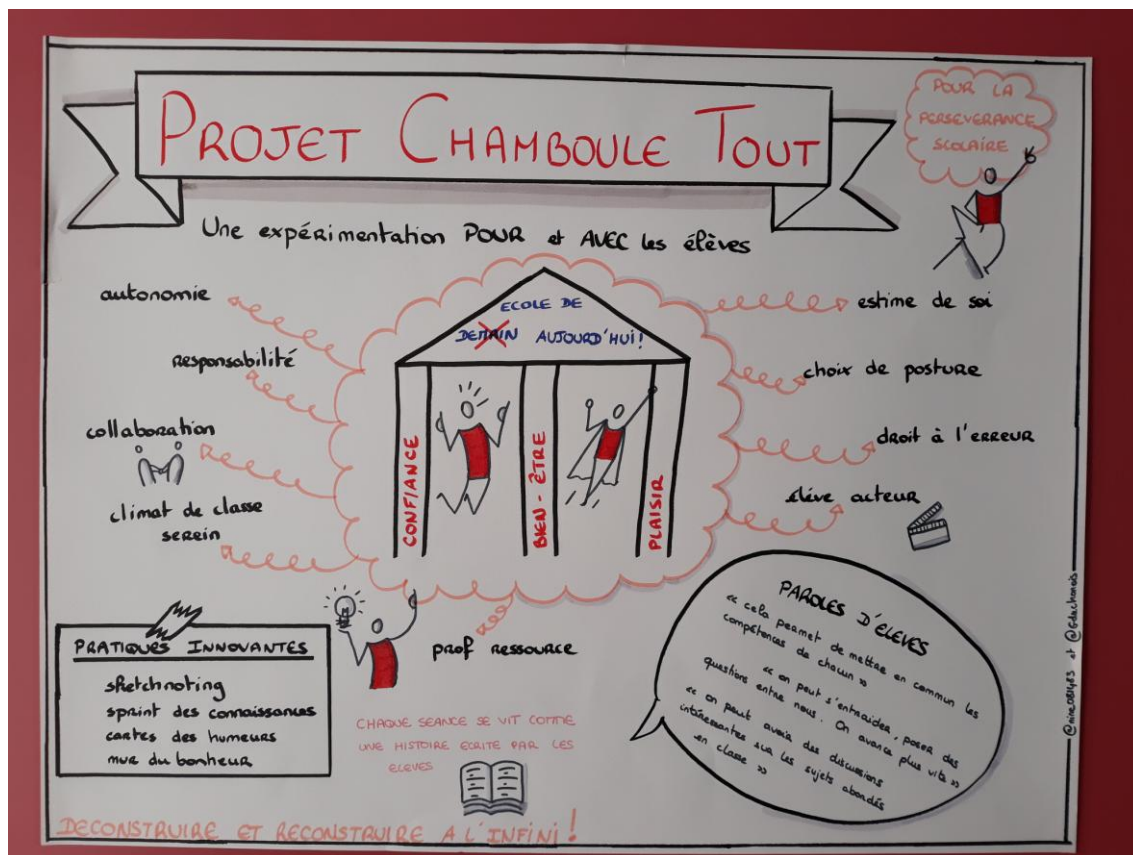 PROJET CHAMBOULE TOUT
POUR LA
PERSEVERANCE
SCOLAIRE
Une expérimentation POUR et AVEC les élèves
autonomie
responsabilité
collaboration
climat de classe
serein
ECOLE DE
DEMAIN AUJOURD'HUI!
CONFIANCE
BIEN-ÊTRE
PLAISIR
estime de soi
choix de posture
droit à l'erreur
élève acteur
prof ressource
PRATIQUES INNOVANTES
sketchnoting
sprint des connaissances
cartes des humeurs
mur du bonheur
CHAQUE SEANCE SE VIT COMME
UNE HISTOIRE ECRITE PAR LES
ELEVES
PAROLES D'ELEVES
« cela permet de mettre en commun les
compétences de chacun »
« on peut s'entraider, poser des
questions entre nous. On avance plus vite »
« on peut avoir des discussions
intéressantes sur les sujets abordés
en classe »
DECONSTRUIRE ET RECONSTRUIRE A L'INFINI!